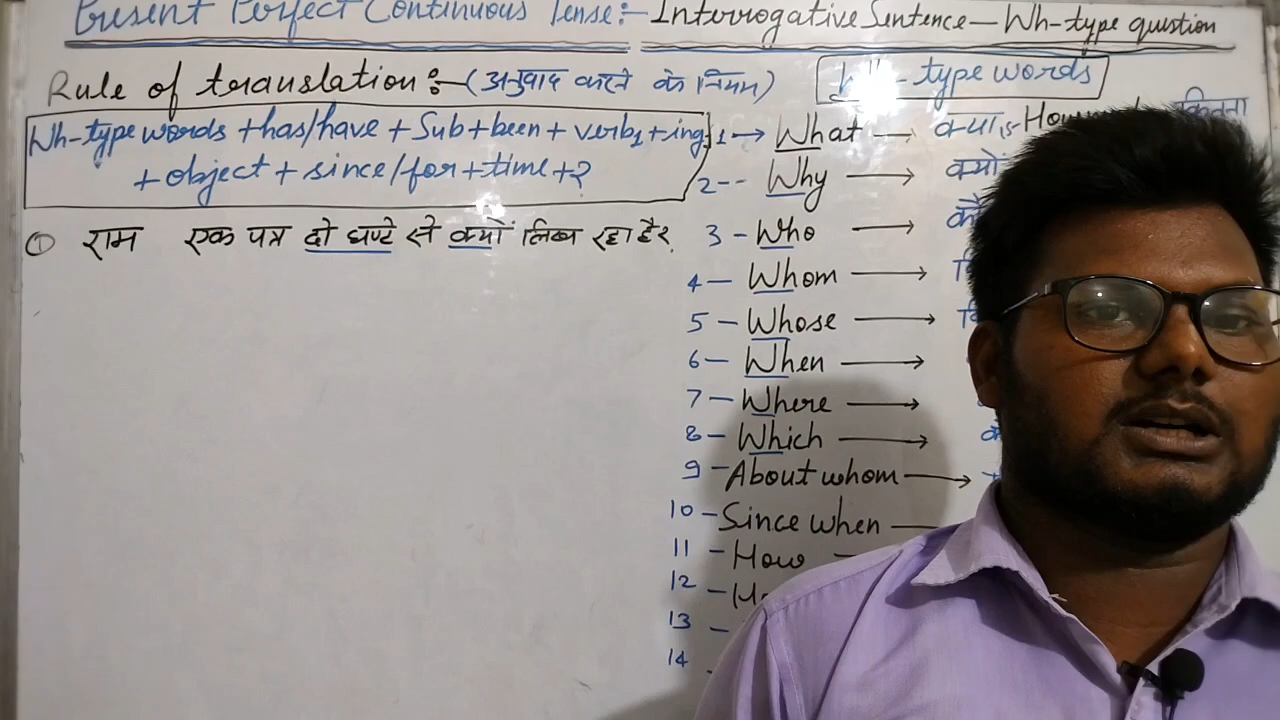 Present Perfect Continuous Tense:- Interrogative Sentence — Wh-type question
Rule of translation:-(अनुवाद करने के नियम)
Wh-type words + has/have + Sub + been + verb1 + ing
+ object + since/for + time + ?
① राम एक पत्र दो घण्टे से क्यों लिख रहा है?
type words
1 → What → क्या
कितना
2-- Why → क्यों
3 - Who →
4 - Whom →
5 - Whose →
6 - When →
7 - Where →
8 - Which →
9 - About whom →
10 - Since when
11 - How
12 -
13 -
14